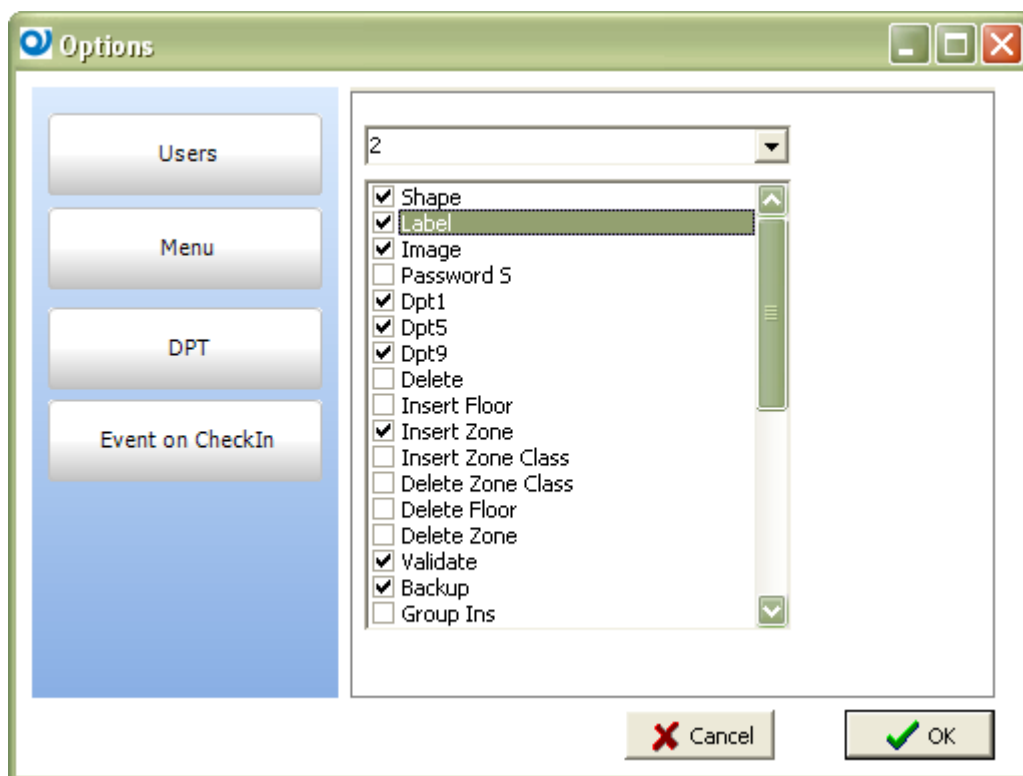 Options
Users
Menu
DPT
Event on CheckIn
2
Shape
Label
Image
Password S
Dpt1
Dpt5
Dpt9
Delete
Insert Floor
Insert Zone
Insert Zone Class
Delete Zone Class
Delete Floor
Delete Zone
Validate
Backup
Group Ins
Cancel
OK